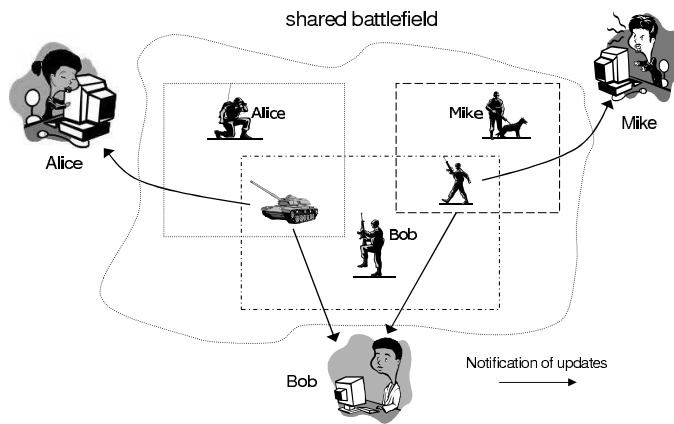 shared battlefield
Alice
Mike
Mike
Alice
Bob
Notification of updates
Bob